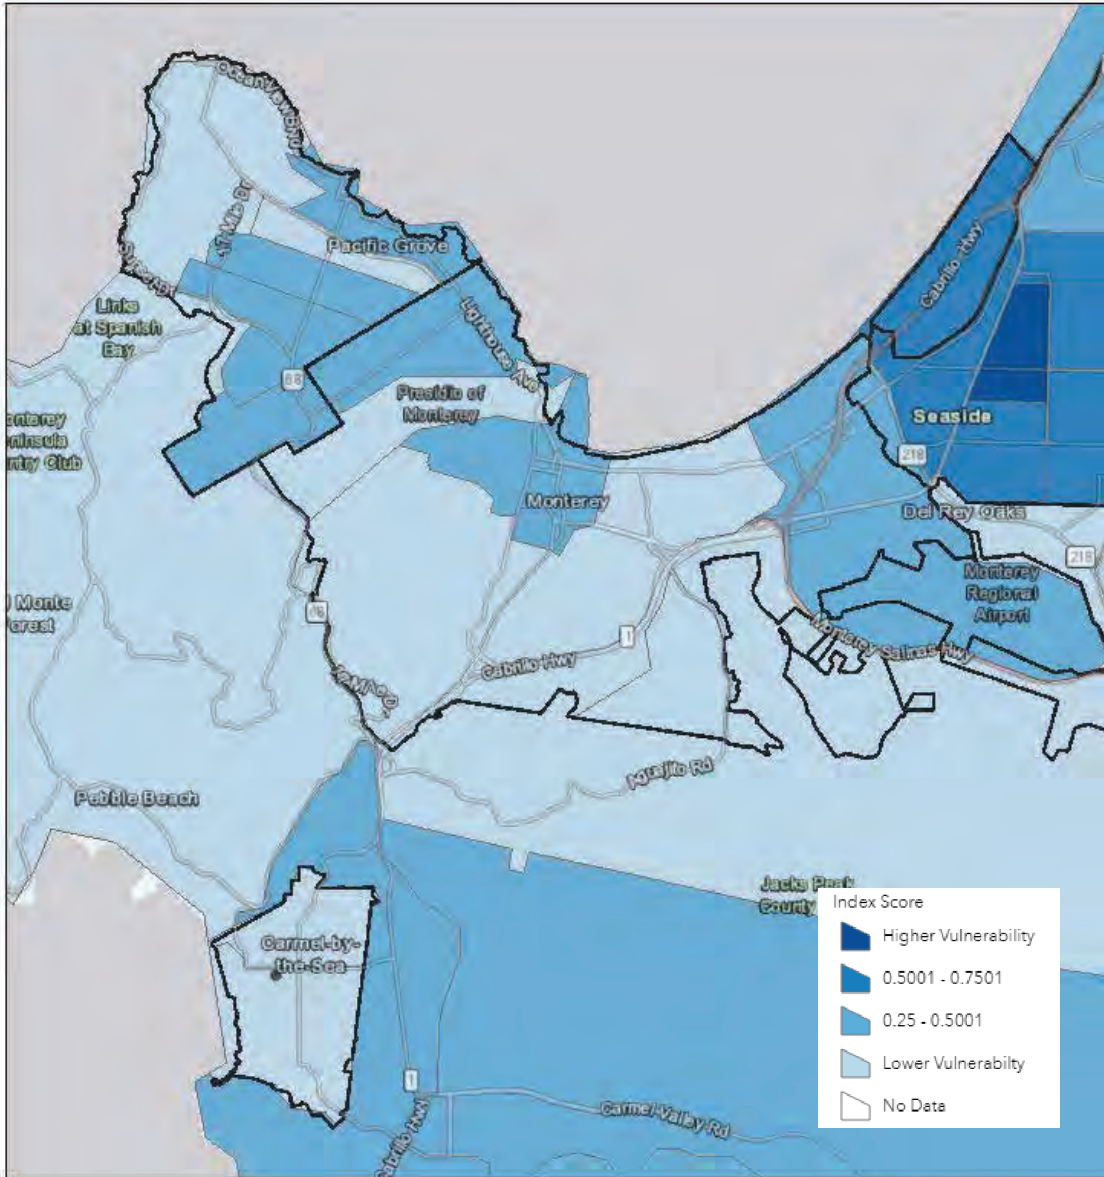 Ocean View Blvd
17 Mile Dr
Sunset Dr
Pacific Grove
Links
at Spanish
Bay
Lighthouse Ave
68
Presidio of
Monterey
Monterey
Cabrillo Hwy
Seaside
218
Del Rey Oaks
218
Monterey
Regional
Airport
Monterey Salinas Hwy
1
Cabrillo Hwy
Aguajito Rd
Pebble Beach
Jacks Peak
County
Carmel-by-
the-Sea
1
Cabrillo Hwy
Carmel Valley Rd
Index Score
Higher Vulnerability
0.5001 - 0.7501
0.25 - 0.5001
Lower Vulnerabilty
No Data